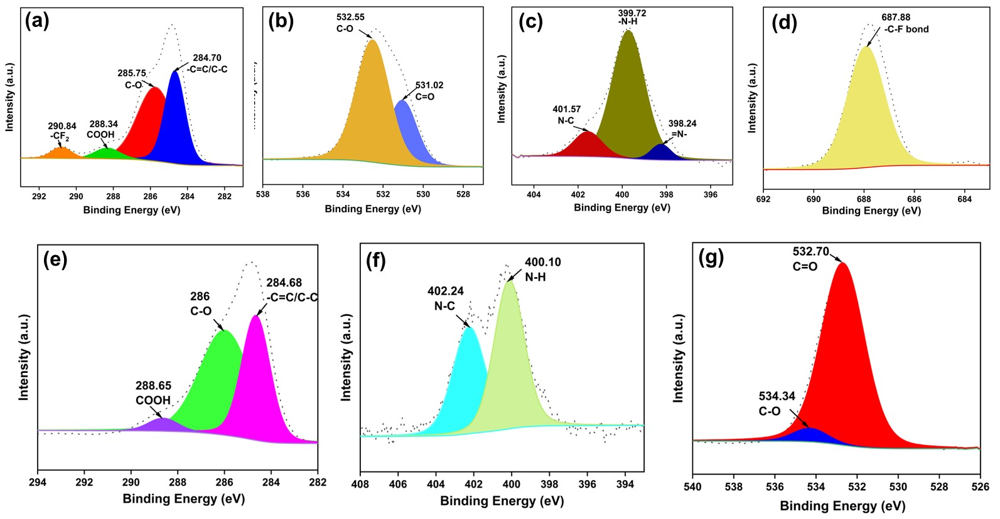 (a)
284.70
-C=C/C-C
285.75
C-O
290.84
-CF2
288.34
COOH
Intensity (a.u.)
292 290 288 286 284 282
Binding Energy (eV)
(b)
532.55
C-O
531.02
C=O
538 536 534 532 530 528
Binding Energy (eV)
(c)
399.72
-N-H
401.57
N-C
398.24
=N-
Intensity (a.u.)
404 402 400 398 396
Binding Energy (eV)
(d)
687.88
-C-F bond
Intensity (a.u.)
692 690 688 686 684
Binding Energy (eV)
(e)
284.68
-C=C/C-C
286
C-O
288.65
COOH
Intensity (a.u.)
294 292 290 288 286 284 282
Binding Energy (eV)
(f)
400.10
N-H
402.24
N-C
Intensity (a.u.)
408 406 404 402 400 398 396 394
Binding Energy (eV)
(g)
532.70
C=O
534.34
C-O
Intensity (a.u.)
540 538 536 534 532 530 528 526
Binding Energy (eV)